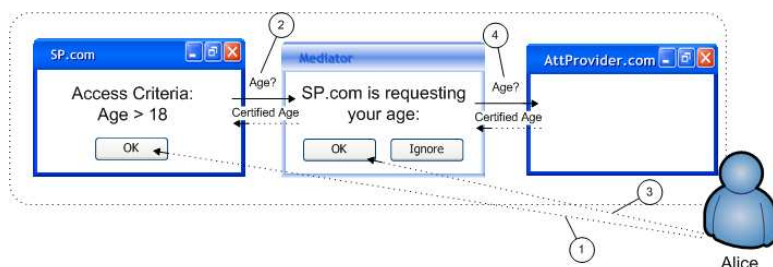 2
4
SP.com
Mediator
AttProvider.com
Age?
Age?
Access Criteria:
Age > 18
SP.com is requesting
your age:
Certified Age
Certified Age
OK
OK
Ignore
3
1
Alice